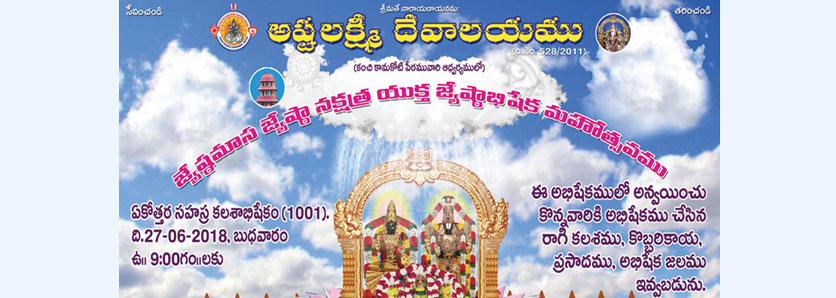 సేవించండి
శ్రీమతే నారాయణాయనమః
తరించండి
అష్టలక్ష్మీ దేవాలయము
(రి.నెం. 528/2011)
(కంచి కామకోటి పీఠమువారి ఆధ్వర్యములో)
జ్యేష్ఠమాస జ్యేష్ఠా నక్షత్ర యుక్త జ్యేష్ఠాభిషేక మహోత్సవము
ఏకోత్తర సహస్ర కలశాభిషేకం (1001).
ది.27-06-2018, బుధవారం
ఉ॥ 9:00గం॥లకు
ఈ అభిషేకములో అన్వయించు
కొన్నవారికి అభిషేకము చేసిన
రాగి కలశము, కొబ్బరికాయ,
ప్రసాదము, అభిషేక జలము
ఇవ్వబడును.